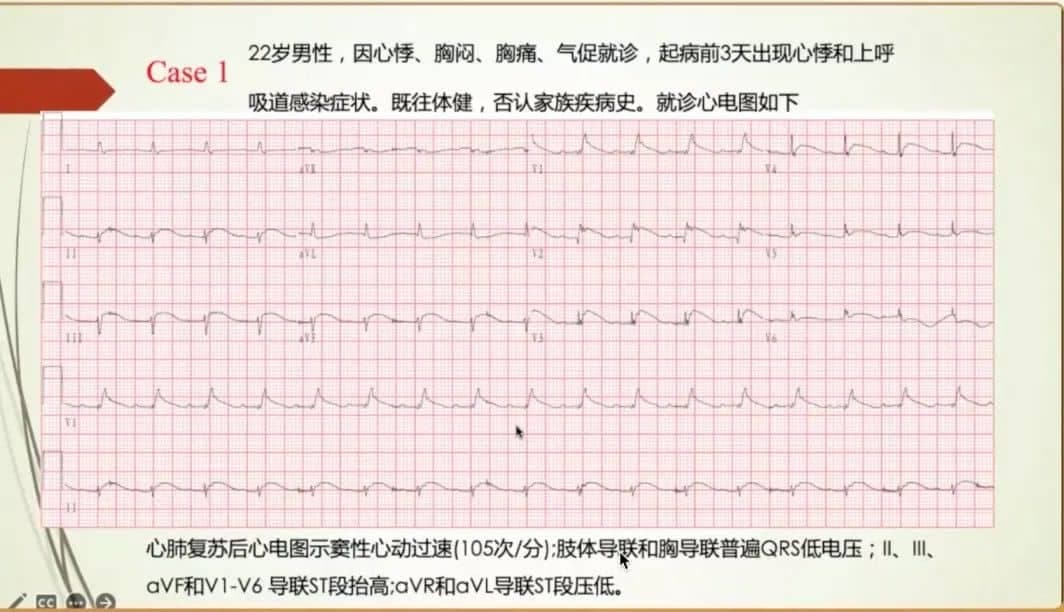 22岁男性，因心悸、胸闷、胸痛、气促就诊，起病前3天出现心悸和上呼
Case 1
吸道感染症状。既往体健，否认家族疾病史。就诊心电图如下
I aVR V1 V4
II aVL V2 V5
III aVF V3 V6
V1
II
心肺复苏后心电图示窦性心动过速(105次/分);肢体导联和胸导联普遍QRS低电压；II、III、
aVF和V1-V6 导联ST段抬高;aVR和aVL导联ST段压低。
CC